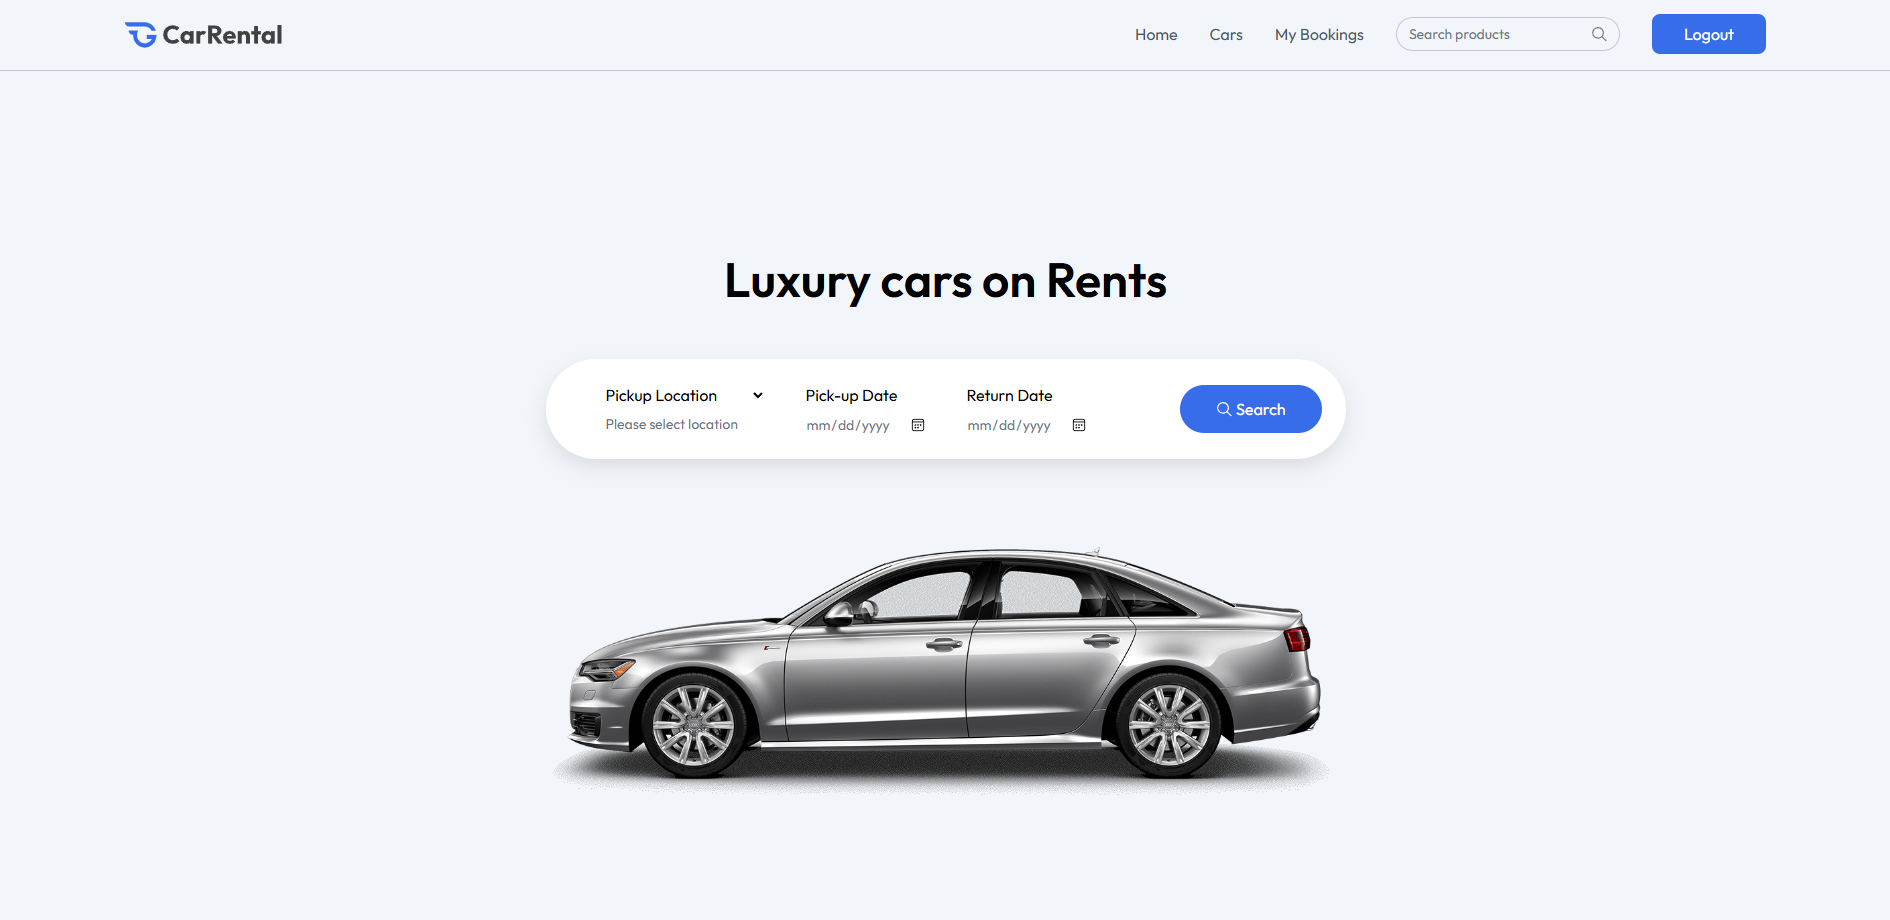 CarRental
Home
Cars
My Bookings
Search products
Logout
Luxury cars on Rents
Pickup Location
Please select location
Pick-up Date
mm/dd/yyyy
Return Date
mm/dd/yyyy
Search